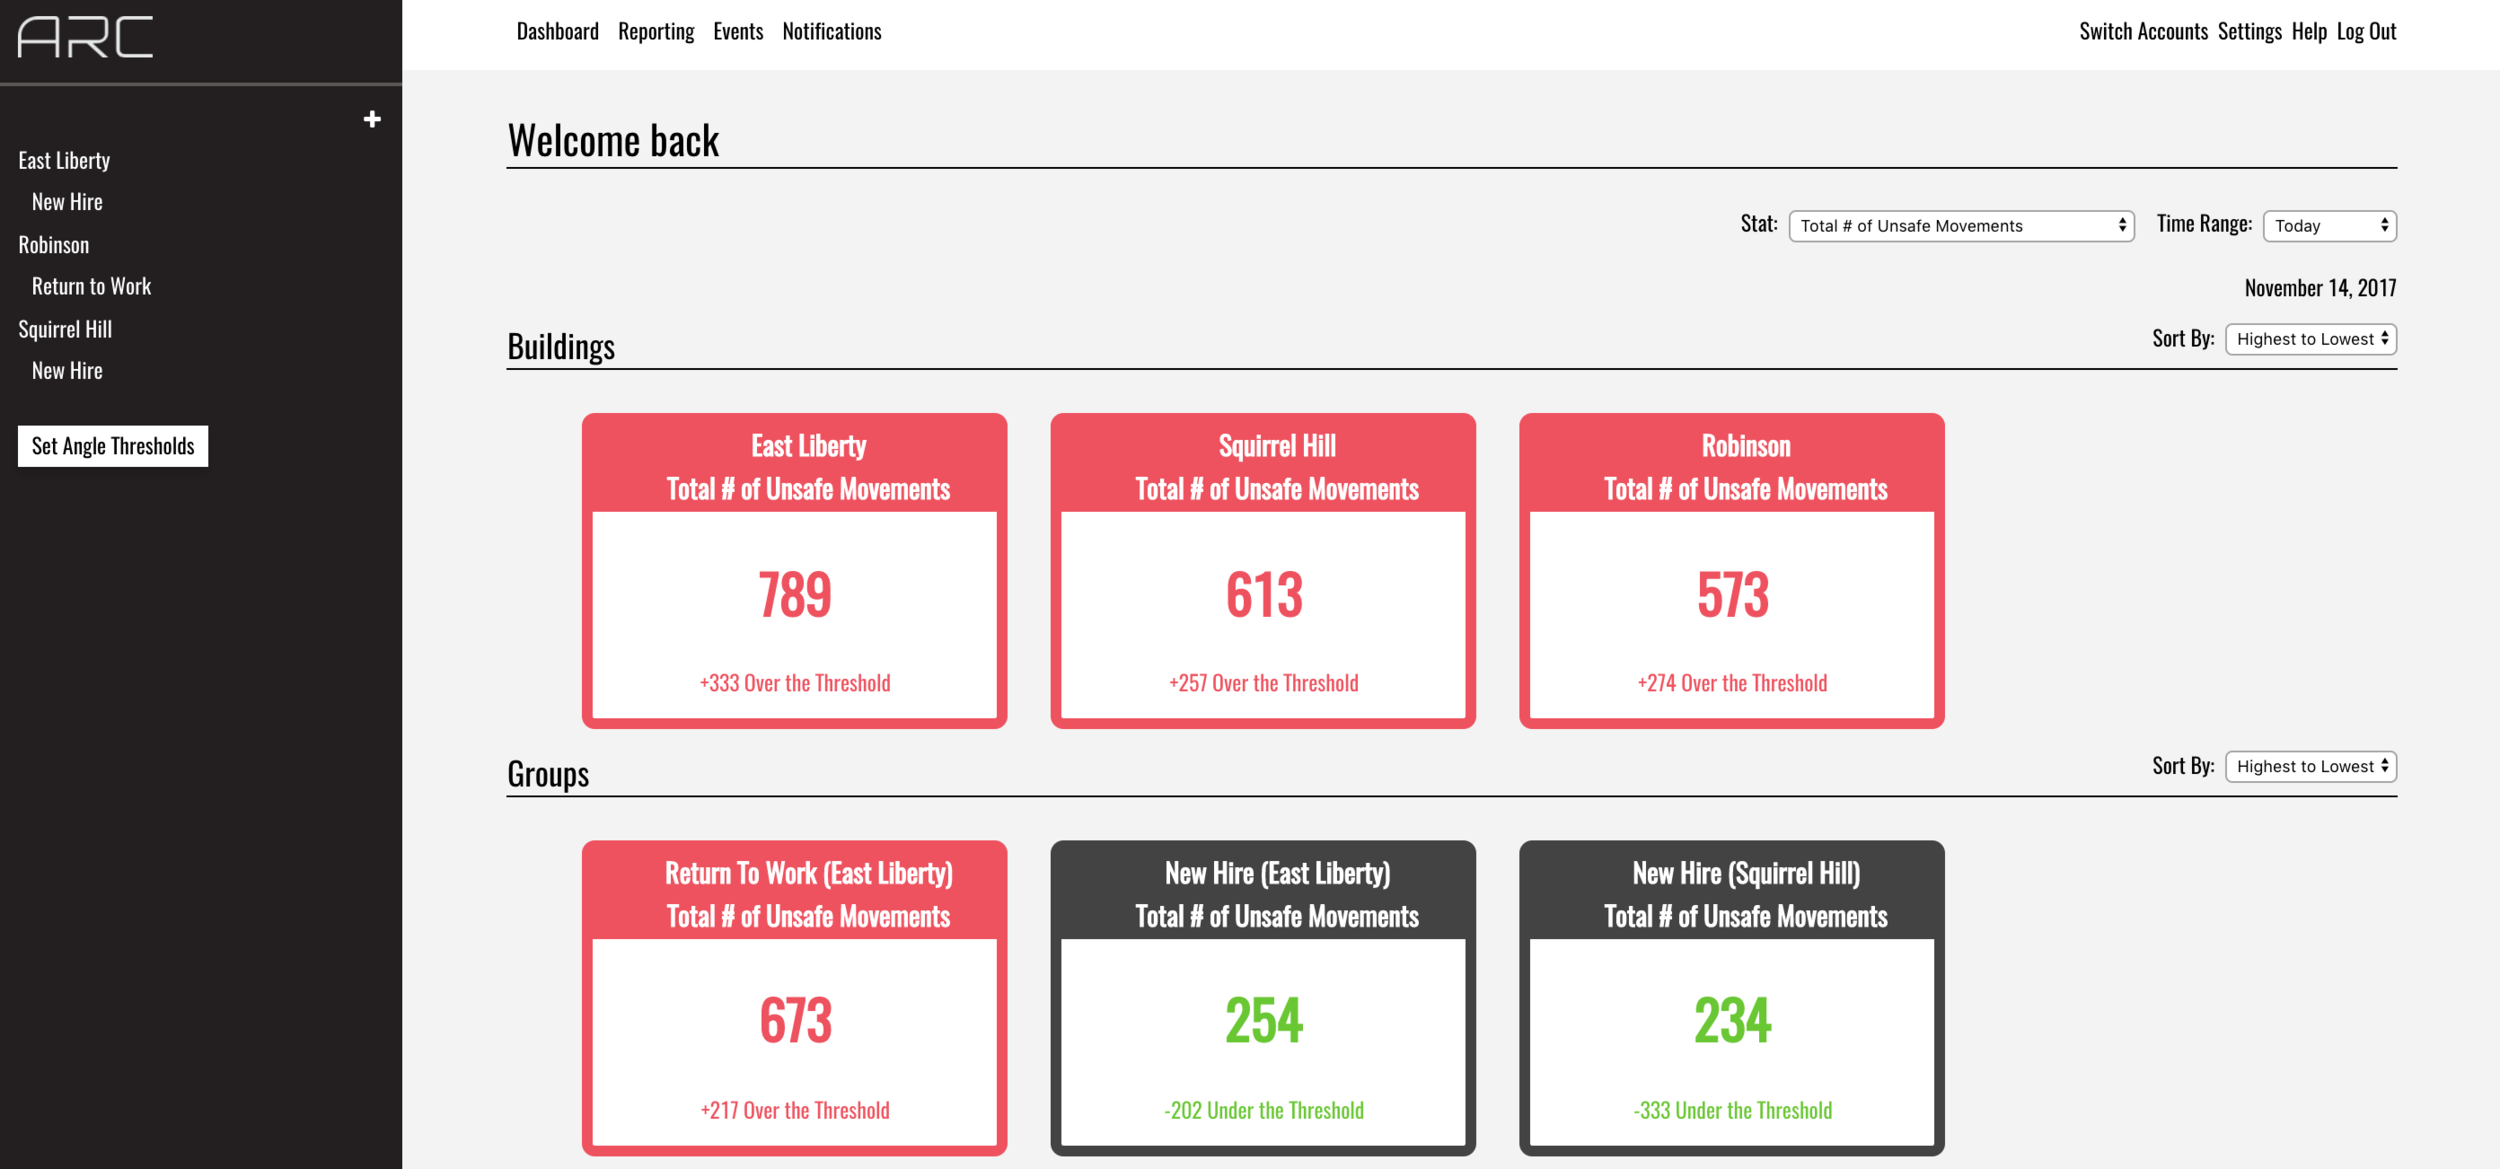 ARC
Dashboard Reporting Events Notifications
Switch Accounts Settings Help Log Out
East Liberty
New Hire
Robinson
Return to Work
Squirrel Hill
New Hire
Set Angle Thresholds
Welcome back
Stat: Total # of Unsafe Movements Time Range: Today
November 14, 2017
Buildings
Sort By: Highest to Lowest
East Liberty
Total # of Unsafe Movements
789
+333 Over the Threshold
Squirrel Hill
Total # of Unsafe Movements
613
+257 Over the Threshold
Robinson
Total # of Unsafe Movements
573
+274 Over the Threshold
Groups
Sort By: Highest to Lowest
Return To Work (East Liberty)
Total # of Unsafe Movements
673
+217 Over the Threshold
New Hire (East Liberty)
Total # of Unsafe Movements
254
-202 Under the Threshold
New Hire (Squirrel Hill)
Total # of Unsafe Movements
234
-333 Under the Threshold